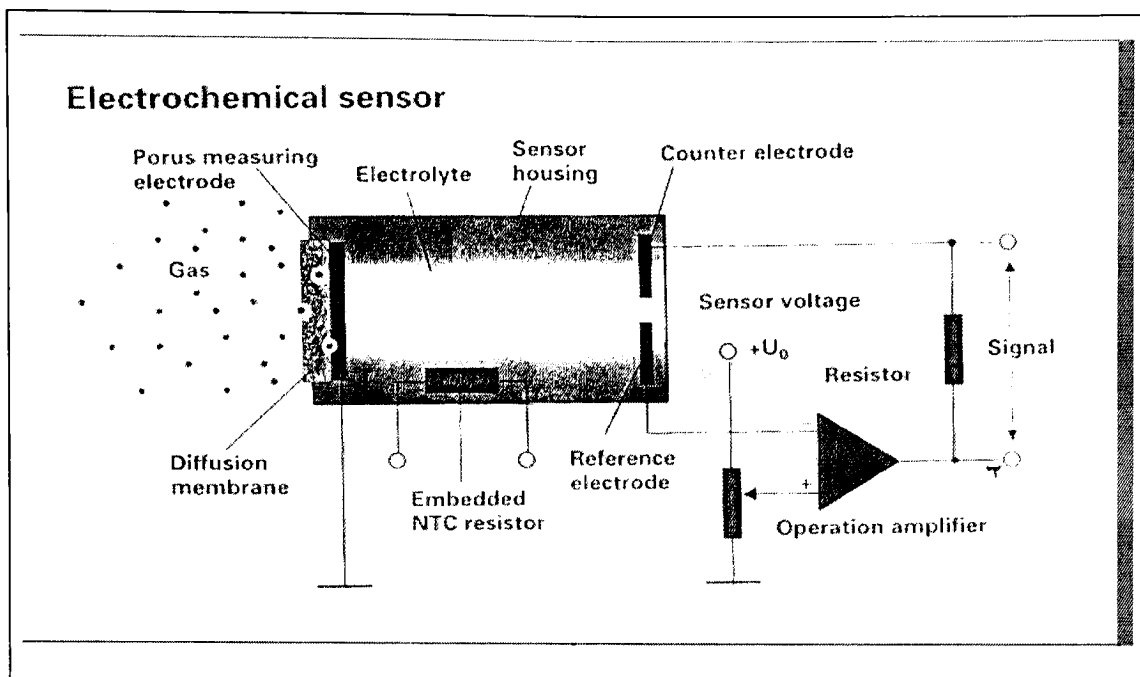 Electrochemical sensor
Porus measuring
electrode
Electrolyte
Sensor
housing
Counter electrode
Gas
Sensor voltage
+U₀
Resistor
Signal
Diffusion
membrane
Embedded
NTC resistor
Reference
electrode
+
Operation amplifier